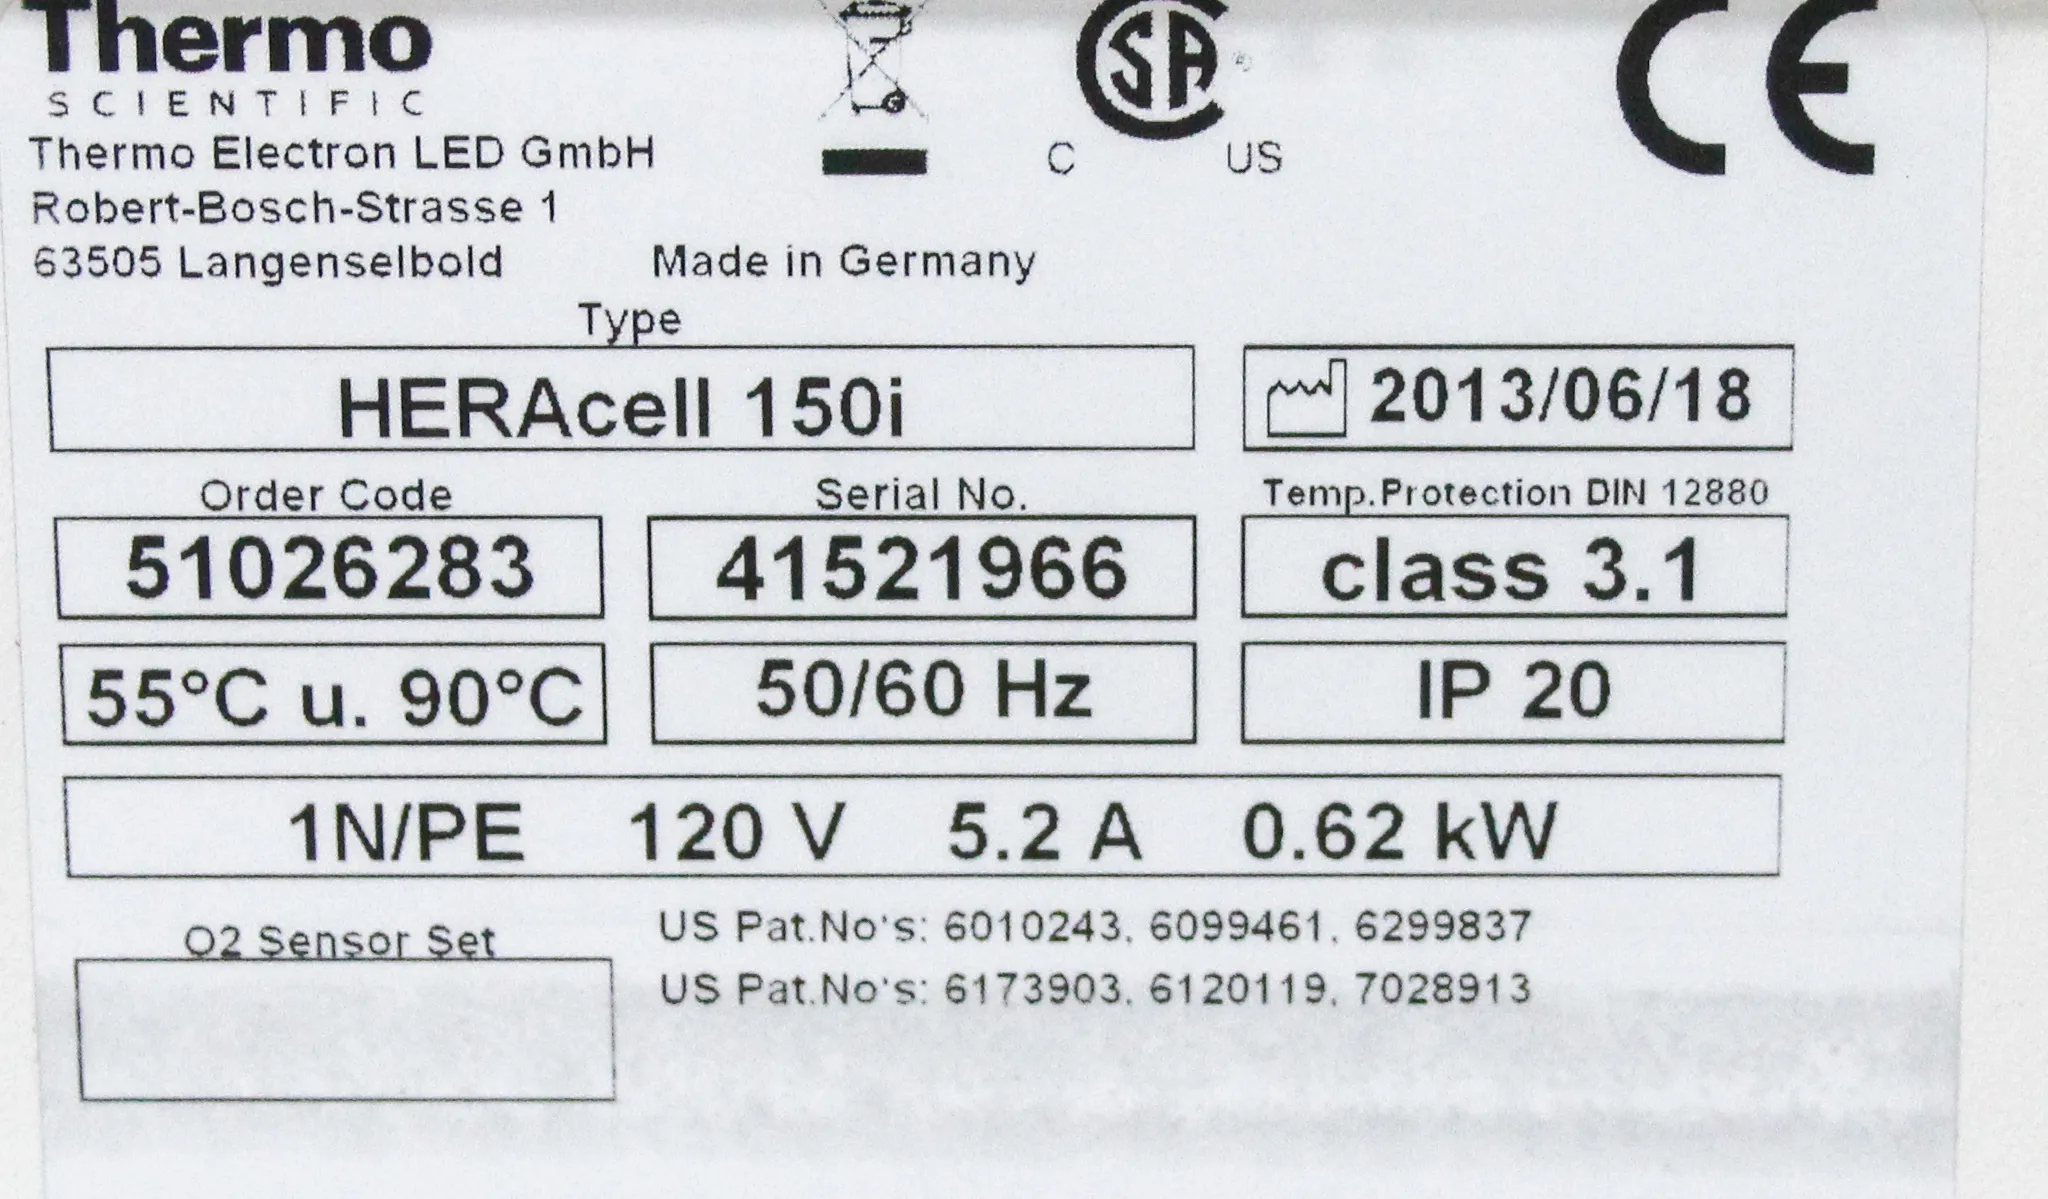 Thermo
SCIENTIFIC
Thermo Electron LED GmbH
Robert-Bosch-Strasse 1
63505 Langenselbold Made in Germany
C SA US
CE
Type
HERAcell 150i
2013/06/18
Order Code Serial No. Temp.Protection DIN 12880
51026283 41521966 class 3.1
55°C u. 90°C 50/60 Hz IP 20
1N/PE 120 V 5.2 A 0.62 kW
O2 Sensor Set
US Pat.No's: 6010243, 6099461, 6299837
US Pat.No's: 6173903, 6120119, 7028913